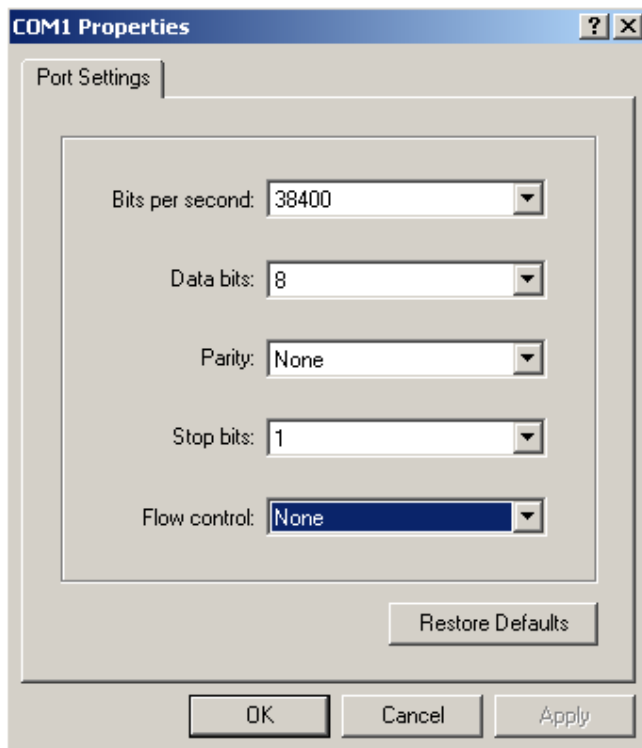 COM1 Properties
Port Settings
Bits per second: 38400
Data bits: 8
Parity: None
Stop bits: 1
Flow control: None
Restore Defaults
OK Cancel Apply